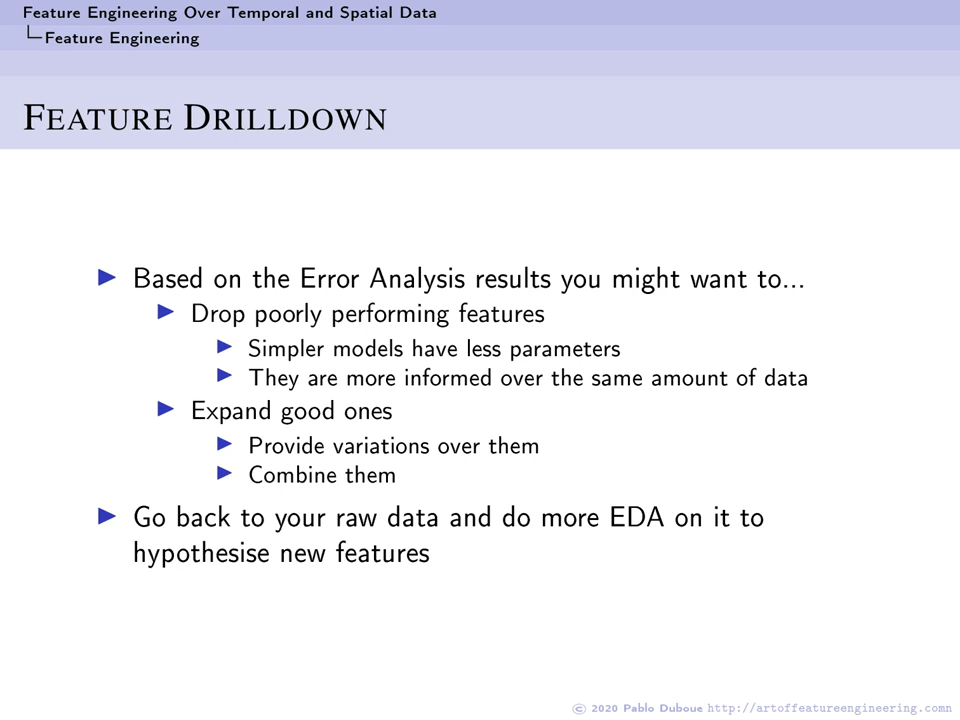 Feature Engineering Over Temporal and Spatial Data
Feature Engineering
FEATURE DRILLDOWN
Based on the Error Analysis results you might want to...
Drop poorly performing features
Simpler models have less parameters
They are more informed over the same amount of data
Expand good ones
Provide variations over them
Combine them
Go back to your raw data and do more EDA on it to
hypothesise new features
© 2020 Pablo Duboue http://artoffeatureengineering.comn